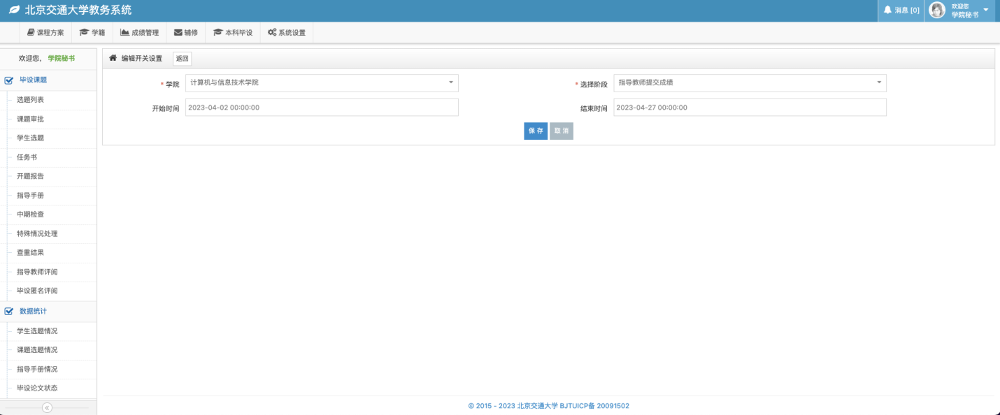 北京交通大学教务系统
消息 [0]
欢迎您
学院秘书
课程方案 学籍 成绩管理 辅修 本科毕设 系统设置
欢迎您, 学院秘书
毕设课题
选题列表
课题审批
学生选题
任务书
开题报告
指导手册
中期检查
特殊情况处理
查重结果
指导教师评阅
毕设匿名评阅
数据统计
学生选题情况
课题选题情况
指导手册情况
毕设论文状态
编辑开关设置 返回
* 学院 计算机与信息技术学院 * 选择阶段 指导教师提交成绩
开始时间 2023-04-02 00:00:00 结束时间 2023-04-27 00:00:00
保存 取消
© 2015 - 2023 北京交通大学 BJTUICP备 20091502